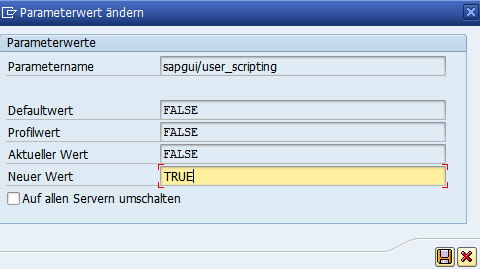 Parameterwert ändern
Parameterwerte
Parametername sapgui/user_scripting
Defaultwert FALSE
Profilwert FALSE
Aktueller Wert FALSE
Neuer Wert TRUE
Auf allen Servern umschalten